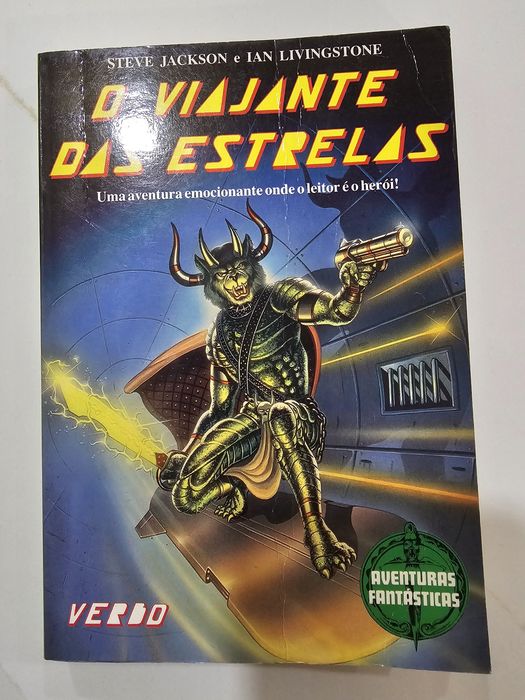 STEVE JACKSON e IAN LIVINGSTONE
O VIAJANTE
DAS ESTRELAS
Uma aventura emocionante onde o leitor é o herói!
VERBO
AVENTURAS
FANTÁSTICAS